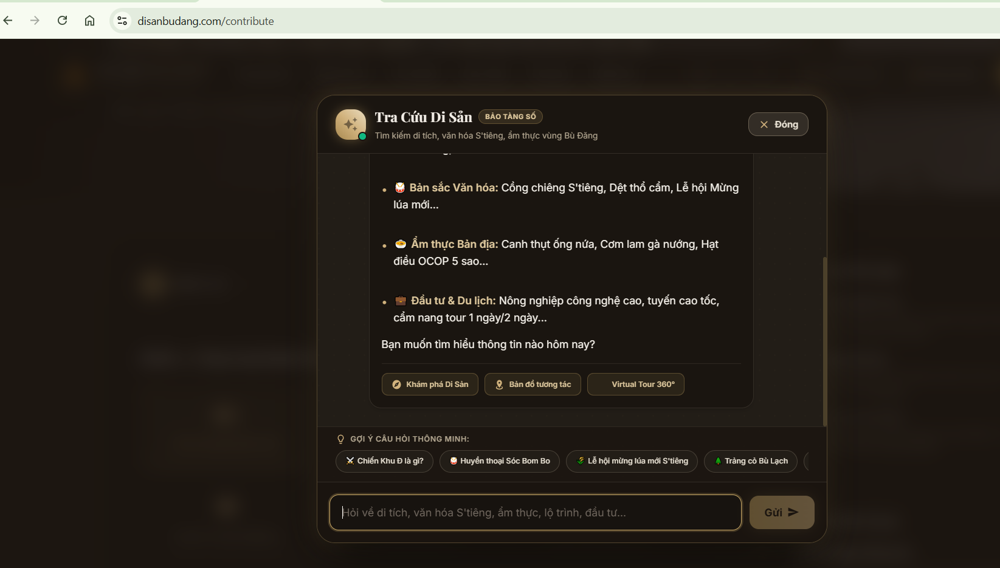 disanbudang.com/contribute
Tra Cứu Di Sản BẢO TÀNG SỐ
Tìm kiếm di tích, văn hóa S'tiêng, ẩm thực vùng Bù Đăng
Đóng
Bản sắc Văn hóa: Cồng chiêng S'tiêng, Dệt thổ cẩm, Lễ hội Mừng
lúa mới...
Ẩm thực Bản địa: Canh thụt ống nứa, Cơm lam gà nướng, Hạt
điều OCOP 5 sao...
Đầu tư & Du lịch: Nông nghiệp công nghệ cao, tuyến cao tốc,
cẩm nang tour 1 ngày/2 ngày...
Bạn muốn tìm hiểu thông tin nào hôm nay?
Khám phá Di Sản Bản đồ tương tác Virtual Tour 360°
GỢI Ý CÂU HỎI THÔNG MINH:
Chiến Khu Đ là gì? Huyền thoại Sóc Bom Bo Lễ hội mừng lúa mới S'tiêng Trảng cỏ Bù Lạch
Hỏi về di tích, văn hóa S'tiêng, ẩm thực, lộ trình, đầu tư...
Gửi